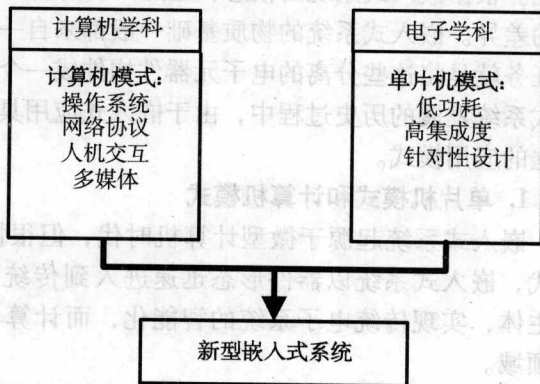 计算机学科
计算机模式:
操作系统
网络协议
人机交互
多媒体
电子学科
单片机模式:
低功耗
高集成度
针对性设计
新型嵌入式系统